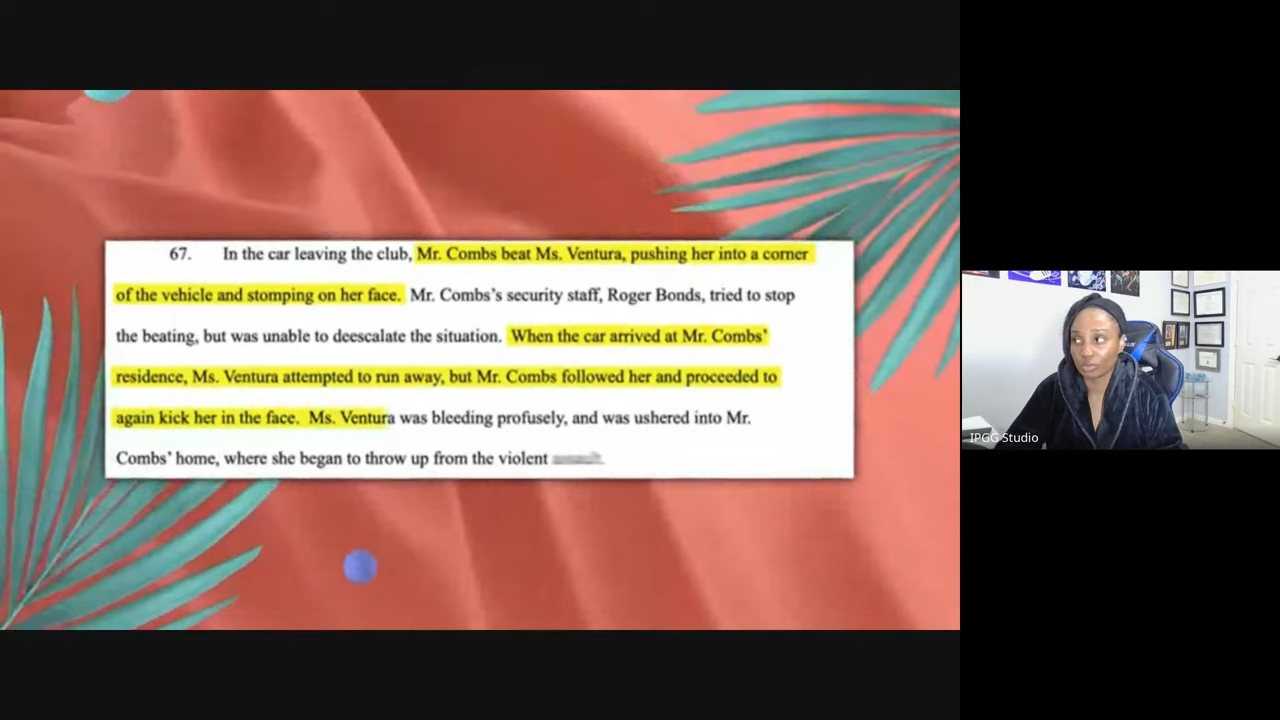 67. In the car leaving the club, Mr. Combs beat Ms. Ventura, pushing her into a corner
of the vehicle and stomping on her face. Mr. Combs's security staff, Roger Bonds, tried to stop
the beating, but was unable to deescalate the situation. When the car arrived at Mr. Combs'
residence, Ms. Ventura attempted to run away, but Mr. Combs followed her and proceeded to
again kick her in the face. Ms. Ventura was bleeding profusely, and was ushered into Mr.
Combs' home, where she began to throw up from the violent
IPGG Studio